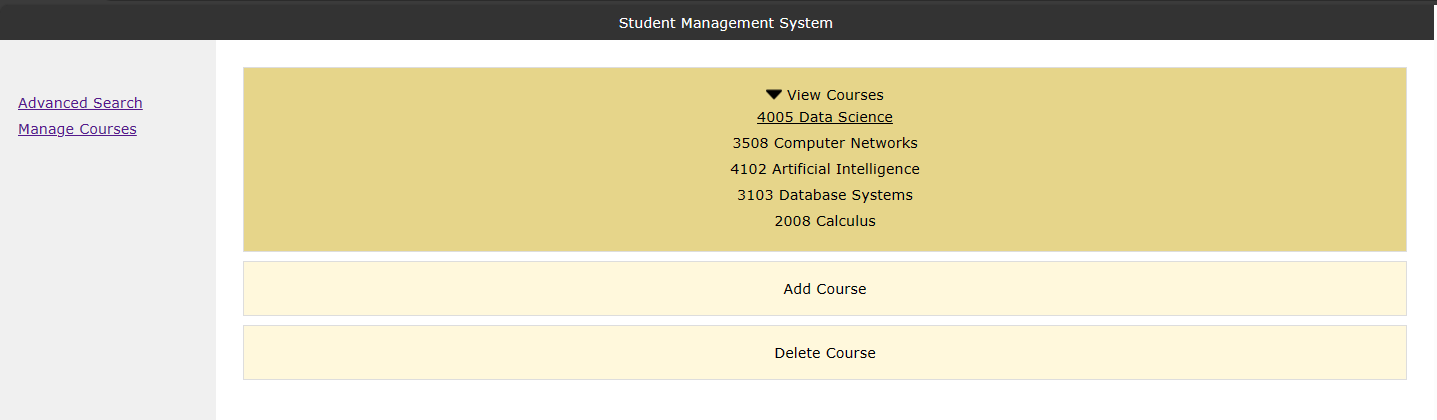 Student Management System
Advanced Search
Manage Courses
View Courses
4005 Data Science
3508 Computer Networks
4102 Artificial Intelligence
3103 Database Systems
2008 Calculus
Add Course
Delete Course